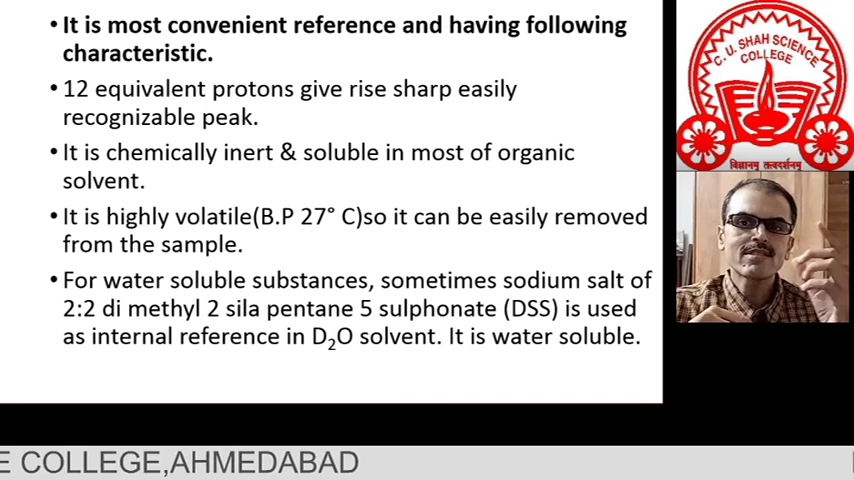 • It is most convenient reference and having following
characteristic.
• 12 equivalent protons give rise sharp easily
recognizable peak.
• It is chemically inert & soluble in most of organic
solvent.
• It is highly volatile(B.P 27° C)so it can be easily removed
from the sample.
• For water soluble substances, sometimes sodium salt of
2:2 di methyl 2 sila pentane 5 sulphonate (DSS) is used
as internal reference in D₂O solvent. It is water soluble.
C. U. SHAH SCIENCE
COLLEGE
विज्ञानम् तत्वदर्शनम्
E COLLEGE,AHMEDABAD